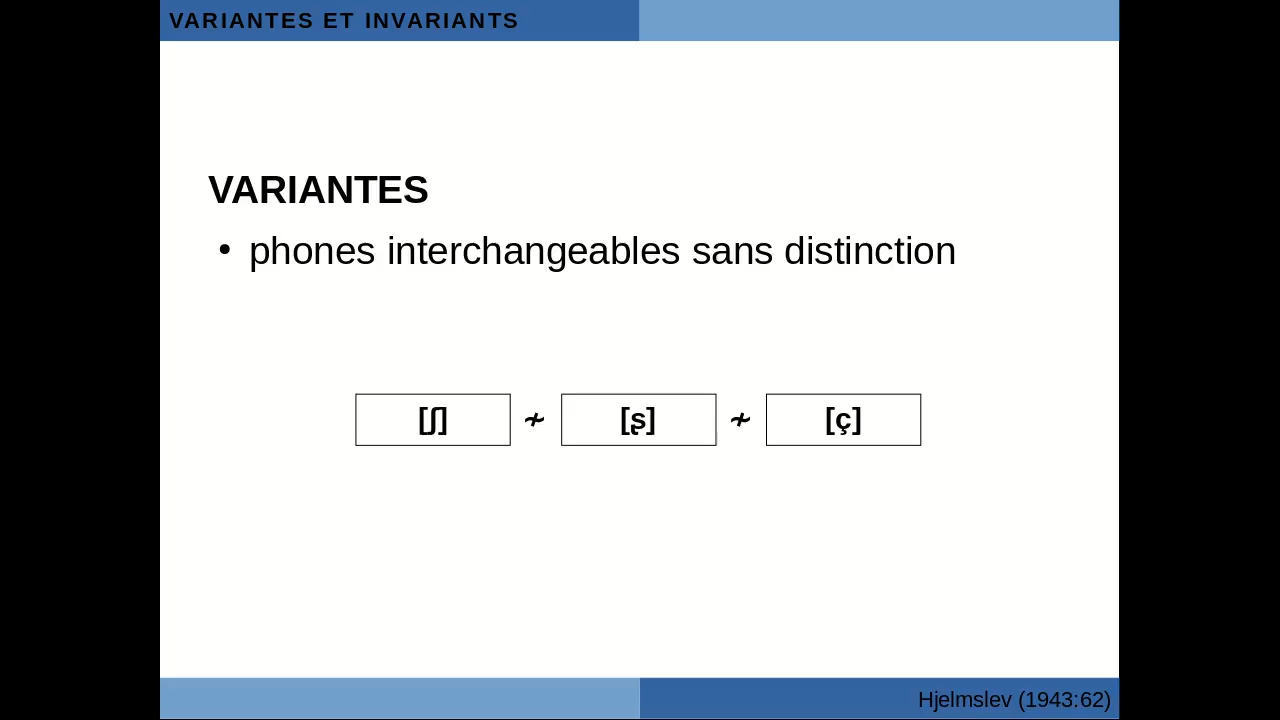 VARIANTES ET INVARIANTS
VARIANTES
• phones interchangeables sans distinction
[ʃ] ≁ [ʂ] ≁ [ç]
Hjelmslev (1943:62)